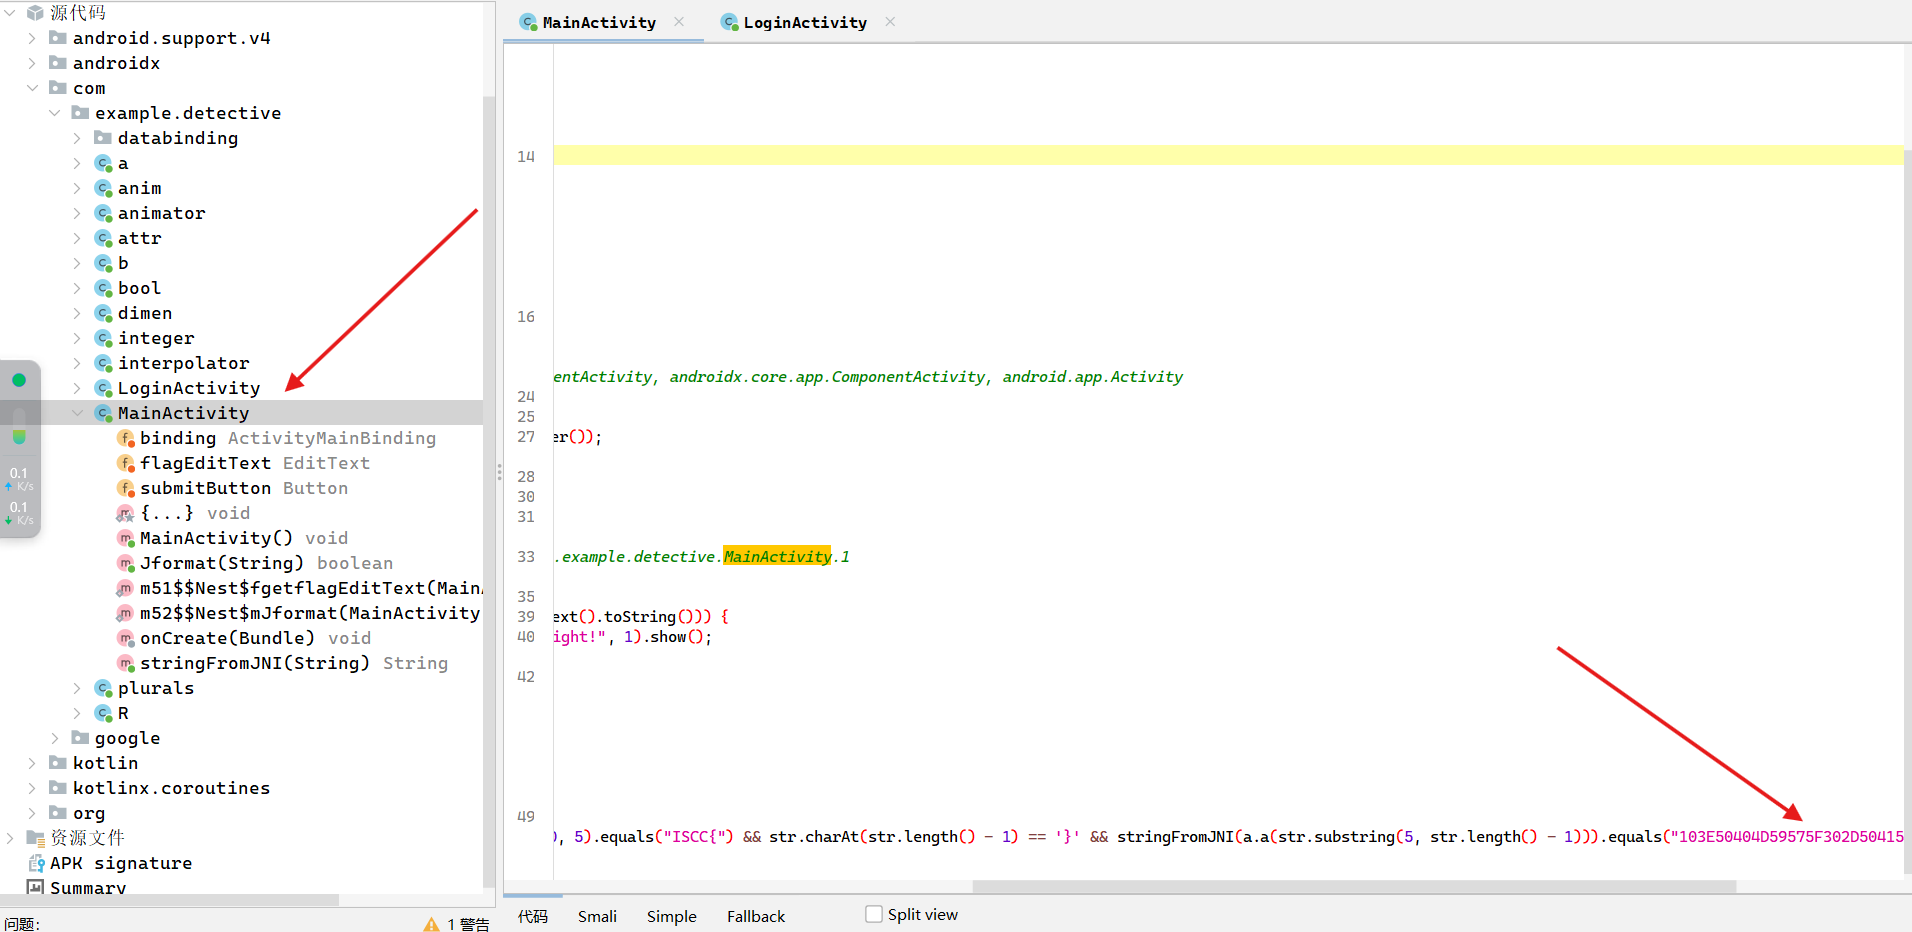 源代码
android.support.v4
androidx
com
example.detective
databinding
a
anim
animator
attr
b
bool
dimen
integer
interpolator
LoginActivity
MainActivity
binding ActivityMainBinding
flagEditText EditText
submitButton Button
{...} void
MainActivity() void
Jformat(String) boolean
m51$$Nest$fgetflagEditText(Main
m52$$Nest$mJformat(MainActivity
onCreate(Bundle) void
stringFromJNI(String) String
plurals
R
google
kotlin
kotlinx.coroutines
org
资源文件
APK signature
Summary
问题:
1 警告
0.1
K/s
0.1
K/s
MainActivity
LoginActivity
14
16
entActivity, androidx.core.app.ComponentActivity, android.app.Activity
24
25
27 er());
28
30
31
33 .example.detective.MainActivity.1
35
39 ext().toString())) {
40 ight!", 1).show();
42
49
), 5).equals("ISCC{") && str.charAt(str.length() - 1) == '}' && stringFromJNI(a.a(str.substring(5, str.length() - 1))).equals("103E50404D59575F302D50415
代码 Smali Simple Fallback Split view